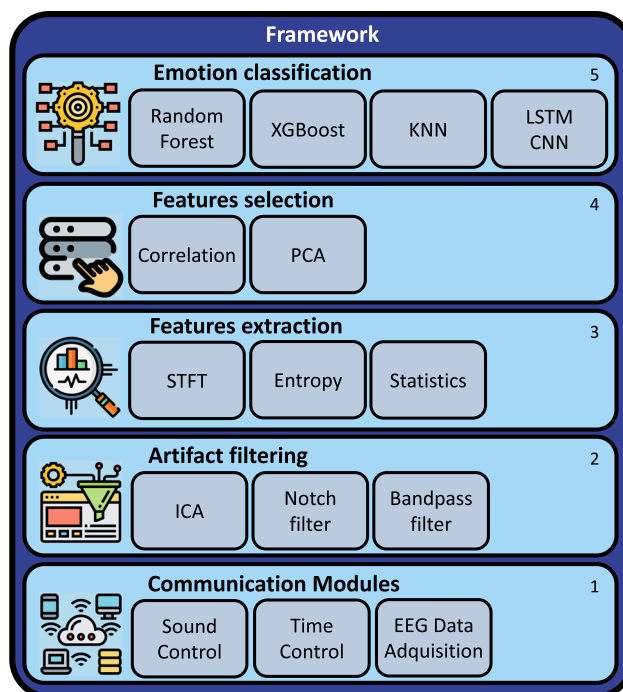 Framework
Emotion classification
5
Random
Forest
XGBoost
KNN
LSTM
CNN
Features selection
4
Correlation
PCA
Features extraction
3
STFT
Entropy
Statistics
Artifact filtering
2
ICA
Notch
filter
Bandpass
filter
Communication Modules
1
Sound
Control
Time
Control
EEG Data
Adquisition